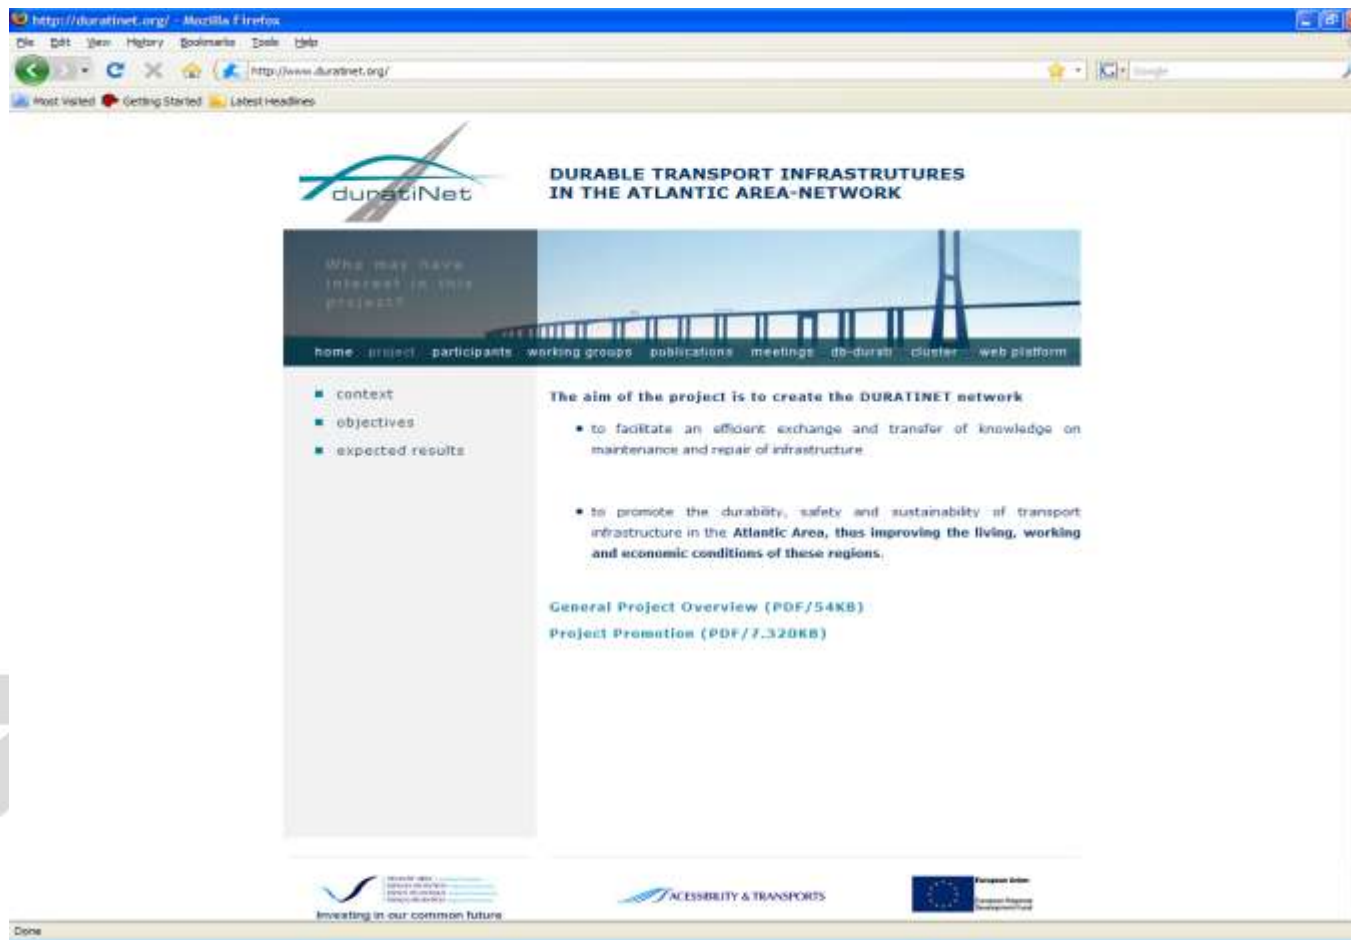 http://duratinet.org/ - Mozilla Firefox
File Edit View History Bookmarks Tools Help
http://www.duratinet.org/
Google
Most Visited Getting Started Latest Headlines
duratiNet
DURABLE TRANSPORT INFRASTRUTURES
IN THE ATLANTIC AREA-NETWORK
Who may have
interest in this
project?
home project participants working groups publications meetings db-durati cluster web platform
context
objectives
expected results
The aim of the project is to create the DURATINET network
to facilitate an efficient exchange and transfer of knowledge on
maintenance and repair of infrastructure
to promote the durability, safety and sustainability of transport
infrastructure in the Atlantic Area, thus improving the living, working
and economic conditions of these regions.
General Project Overview (PDF/54KB)
Project Promotion (PDF/7.320KB)
Investing in our common future
ACESSIBILITY & TRANSPORTS
European Union
European Regional
Development Fund
Done